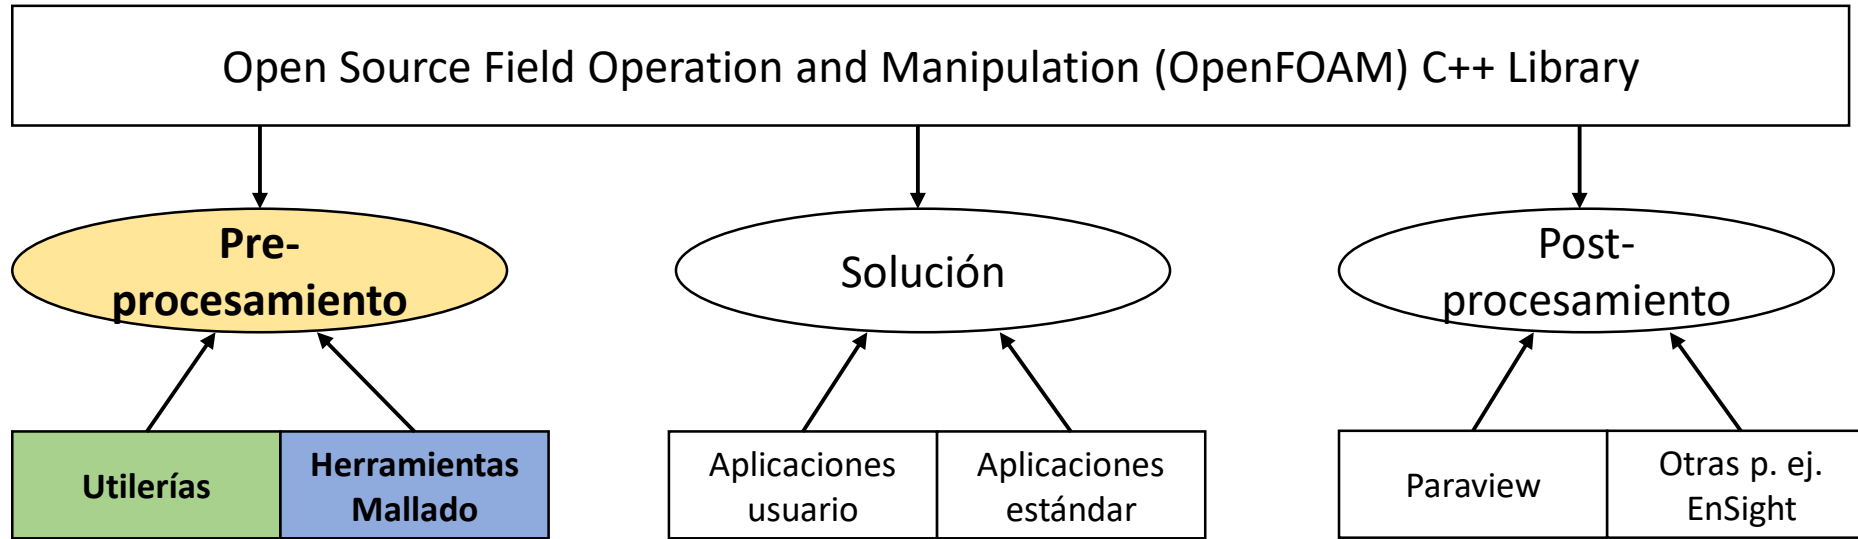 Open Source Field Operation and Manipulation (OpenFOAM) C++ Library
Pre-
procesamiento
Solución
Post-
procesamiento
Utilerías
Herramientas
Mallado
Aplicaciones
usuario
Aplicaciones
estándar
Paraview
Otras p. ej.
EnSight